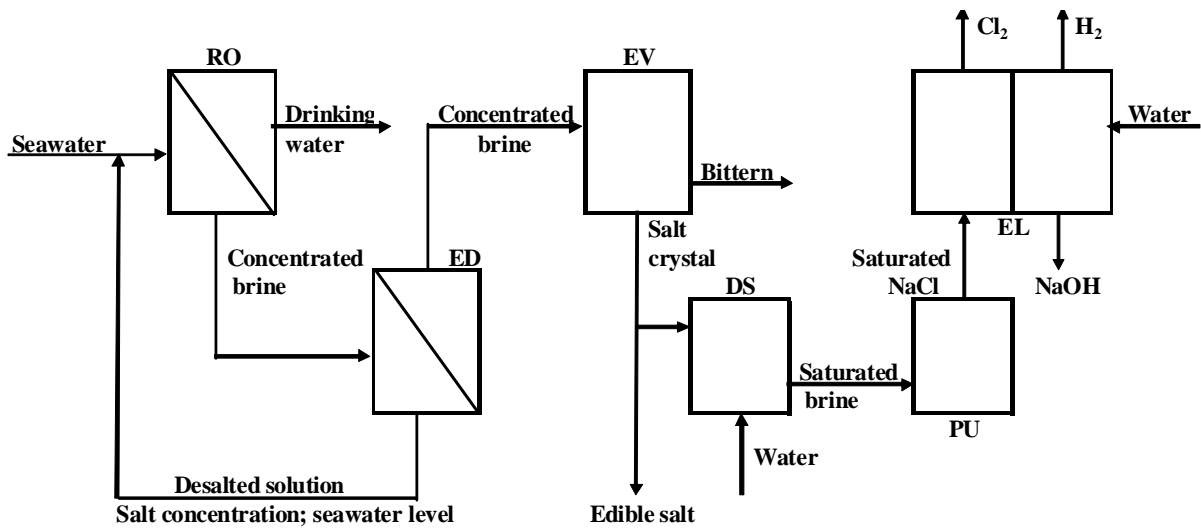 Cl₂
H₂
RO
EV
Drinking
water
Concentrated
brine
Water
Seawater
Bittern
EL
Salt
crystal
Saturated
NaCl
NaOH
Concentrated
brine
ED
DS
Saturated
brine
PU
Water
Desalted solution
Salt concentration; seawater level
Edible salt